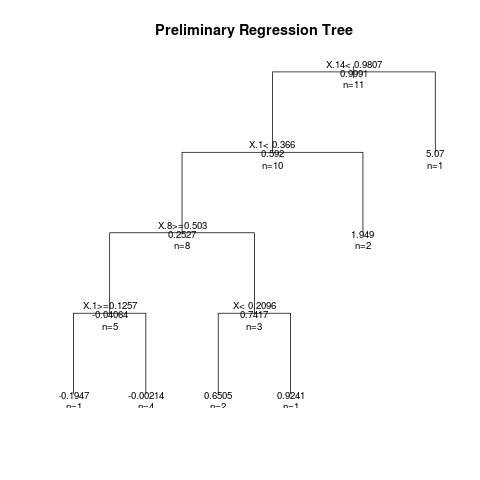 Preliminary Regression Tree
X.14< 0.9807
0.9991
n=11
X.1< 0.366
0.592
n=10
5.07
n=1
X.8>=0.503
0.2527
n=8
1.949
n=2
X.1>=0.1257
-0.04064
n=5
X< 0.2096
0.7417
n=3
-0.1947
n=1
-0.00214
n=4
0.6505
n=2
0.9241
n=1